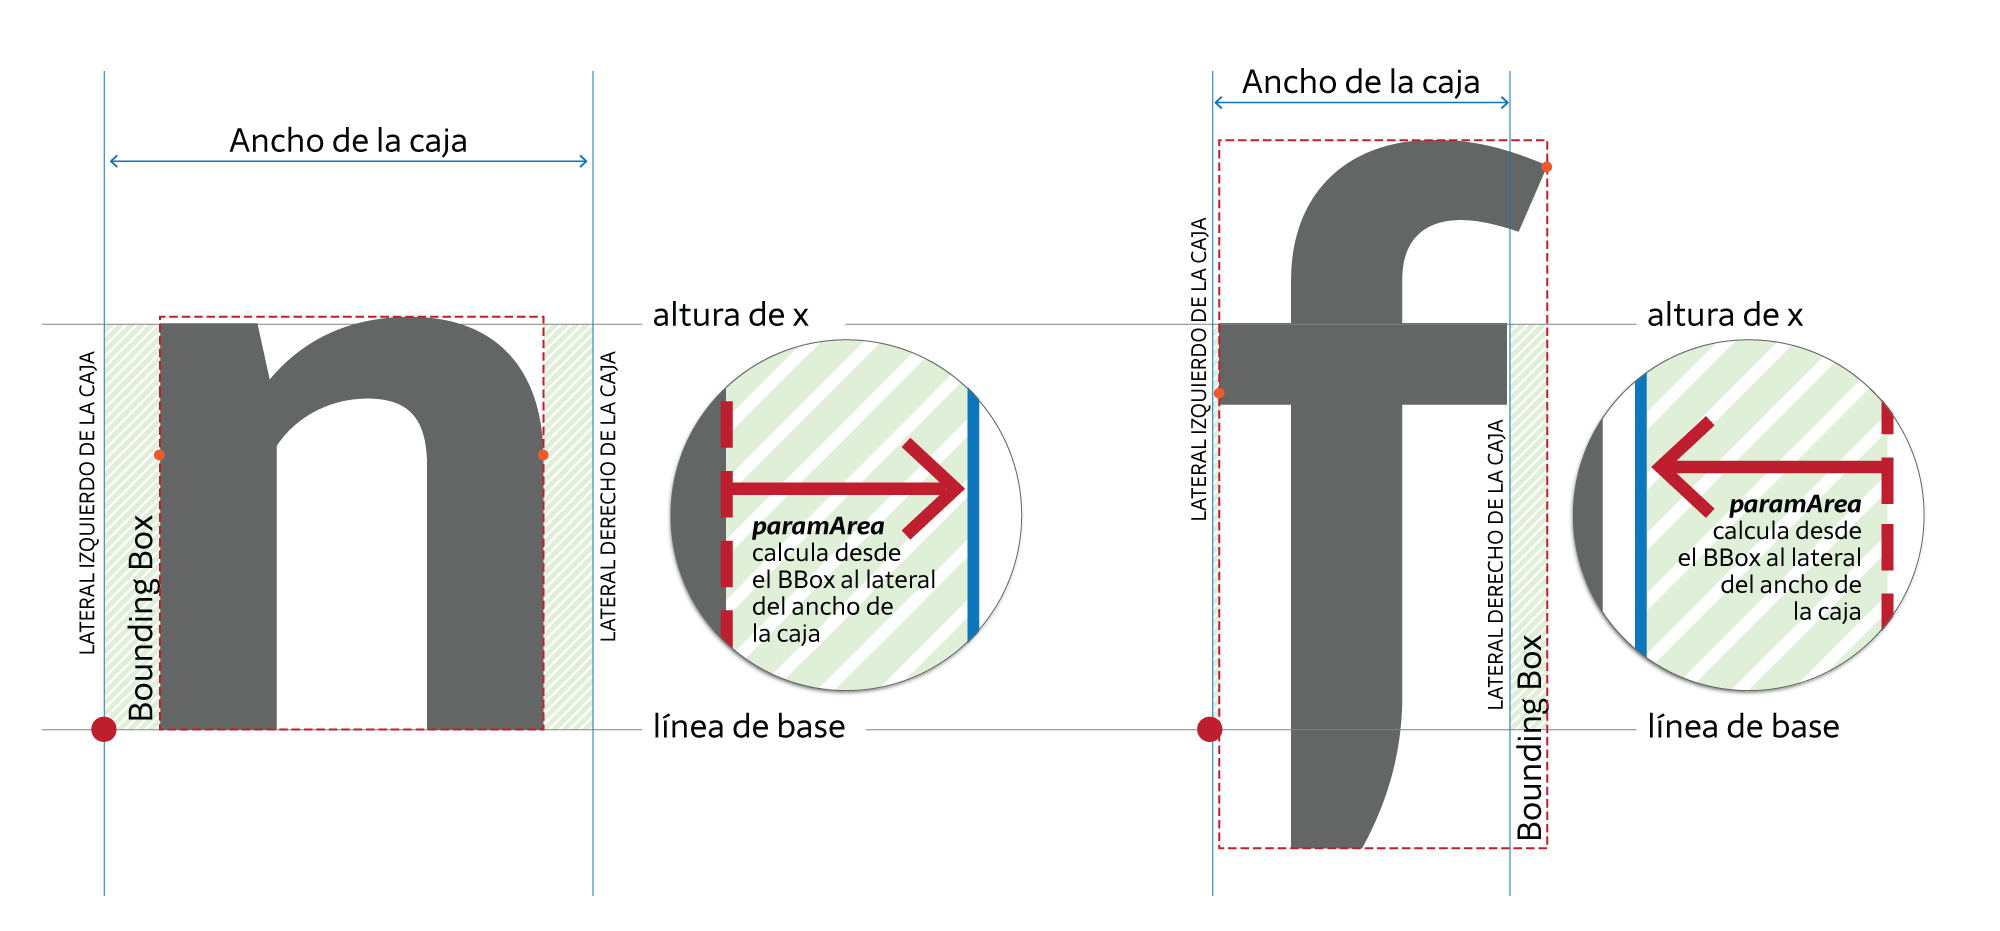 Ancho de la caja
LATERAL IZQUIERDO DE LA CAJA
Bounding Box
n
LATERAL DERECHO DE LA CAJA
altura de x
paramArea
calcula desde
el BBox al lateral
del ancho de
la caja
línea de base
Ancho de la caja
LATERAL IZQUIERDO DE LA CAJA
f
LATERAL DERECHO DE LA CAJA
Bounding Box
altura de x
paramArea
calcula desde
el BBox al lateral
del ancho de
la caja
línea de base